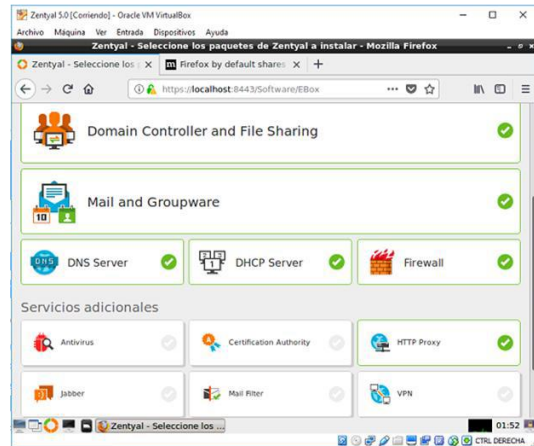 Zentyal 5.0 [Corriendo] - Oracle VM VirtualBox
Archivo Máquina Ver Entrada Dispositivos Ayuda
Zentyal - Seleccione los paquetes de Zentyal a instalar - Mozilla Firefox
Zentyal - Seleccione los
m Firefox by default shares
https://localhost:8443/Software/EBox
Domain Controller and File Sharing
10
Mail and Groupware
DNS
DNS Server
1
DHCP Server
Firewall
Servicios adicionales
Antivirus
Certification Authority
HTTP Proxy
Jabber
Mail Filter
VPN
Zentyal - Seleccione los ...
01:52
CTRL DERECHA